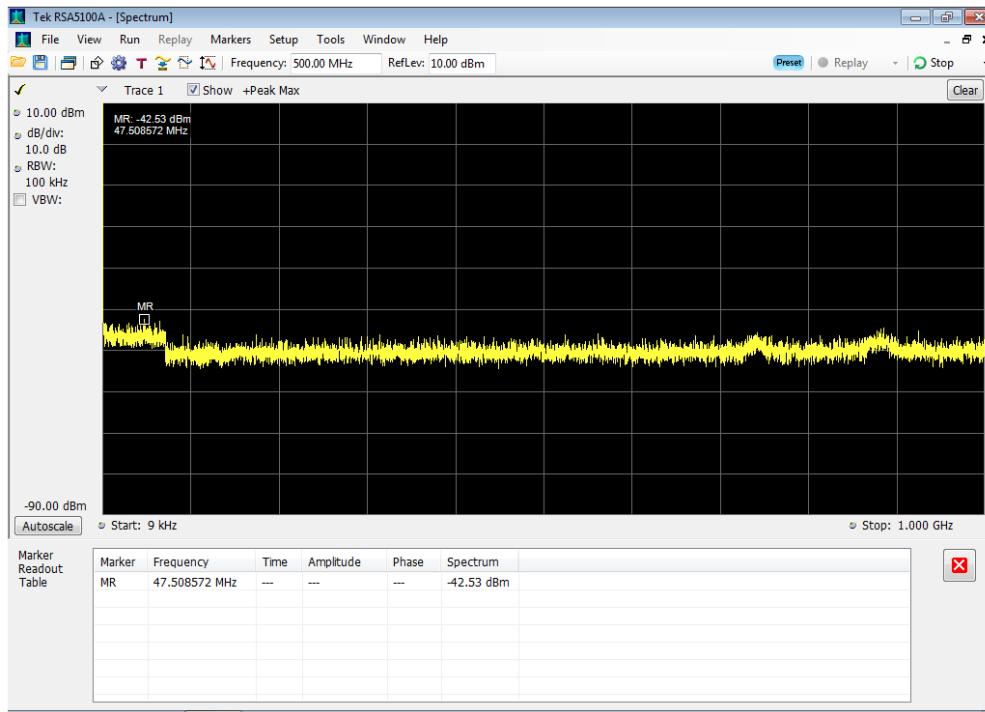 Tek RSA5100A - [Spectrum]
File View Run Replay Markers Setup Tools Window Help
T Frequency: 500.00 MHz RefLev: 10.00 dBm Preset Replay Stop
Trace 1 Show +Peak Max Clear
10.00 dBm
dB/div:
10.0 dB
RBW:
100 kHz
VBW:
MR: -42.53 dBm
47.508572 MHz
MR
-90.00 dBm
Autoscale Start: 9 kHz Stop: 1.000 GHz
Marker
Readout
Table
Marker Frequency Time Amplitude Phase Spectrum
MR 47.508572 MHz --- --- --- -42.53 dBm